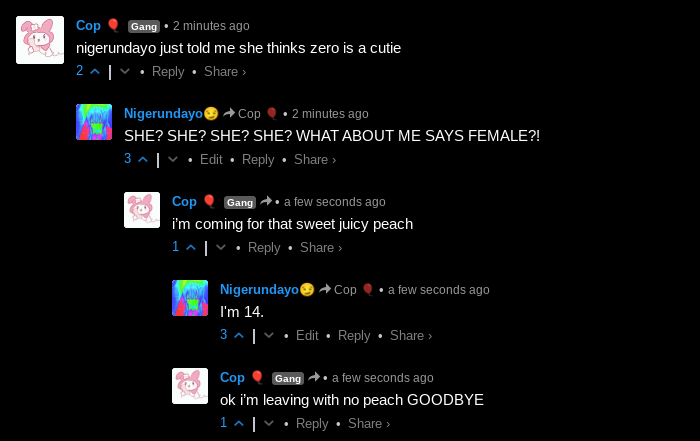 Cop 🎈 Gang • 2 minutes ago
nigerundayo just told me she thinks zero is a cutie
2 | • Reply • Share ›
Nigerundayo😏 Cop 🎈 • 2 minutes ago
SHE? SHE? SHE? SHE? WHAT ABOUT ME SAYS FEMALE?!
3 | • Edit • Reply • Share ›
Cop 🎈 Gang • a few seconds ago
i'm coming for that sweet juicy peach
1 | • Reply • Share ›
Nigerundayo😏 Cop 🎈 • a few seconds ago
I'm 14.
3 | • Edit • Reply • Share ›
Cop 🎈 Gang • a few seconds ago
ok i'm leaving with no peach GOODBYE
1 | • Reply • Share ›